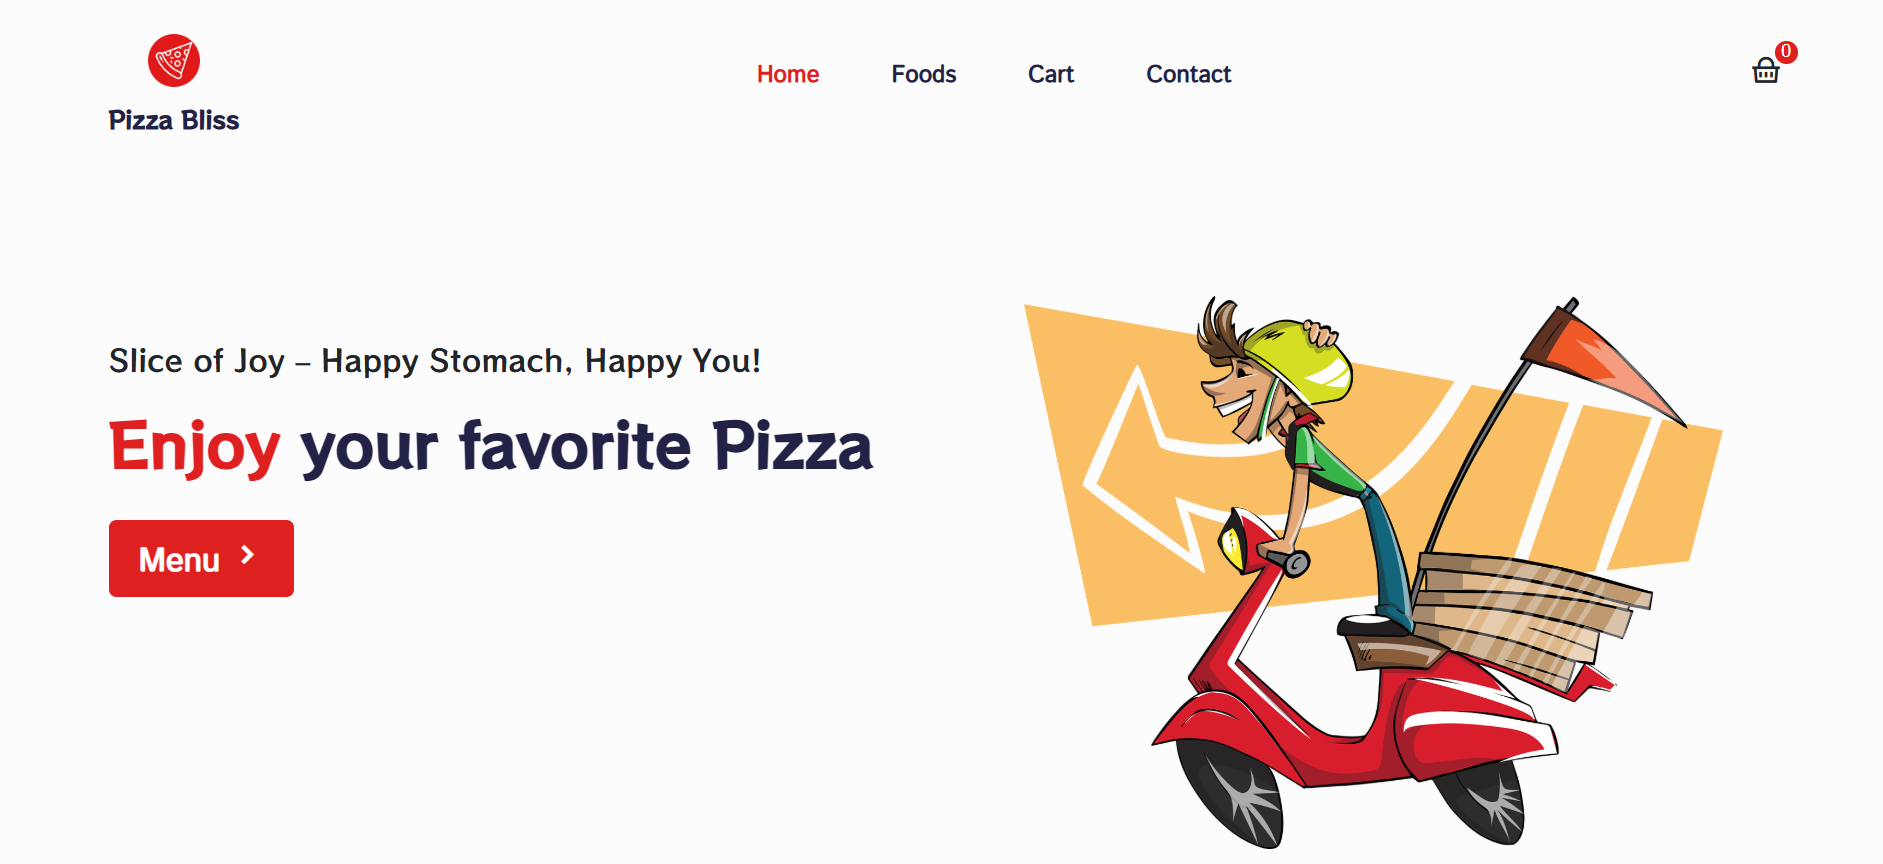 Pizza Bliss
Home
Foods
Cart
Contact
0
Slice of Joy – Happy Stomach, Happy You!
Enjoy your favorite Pizza
Menu